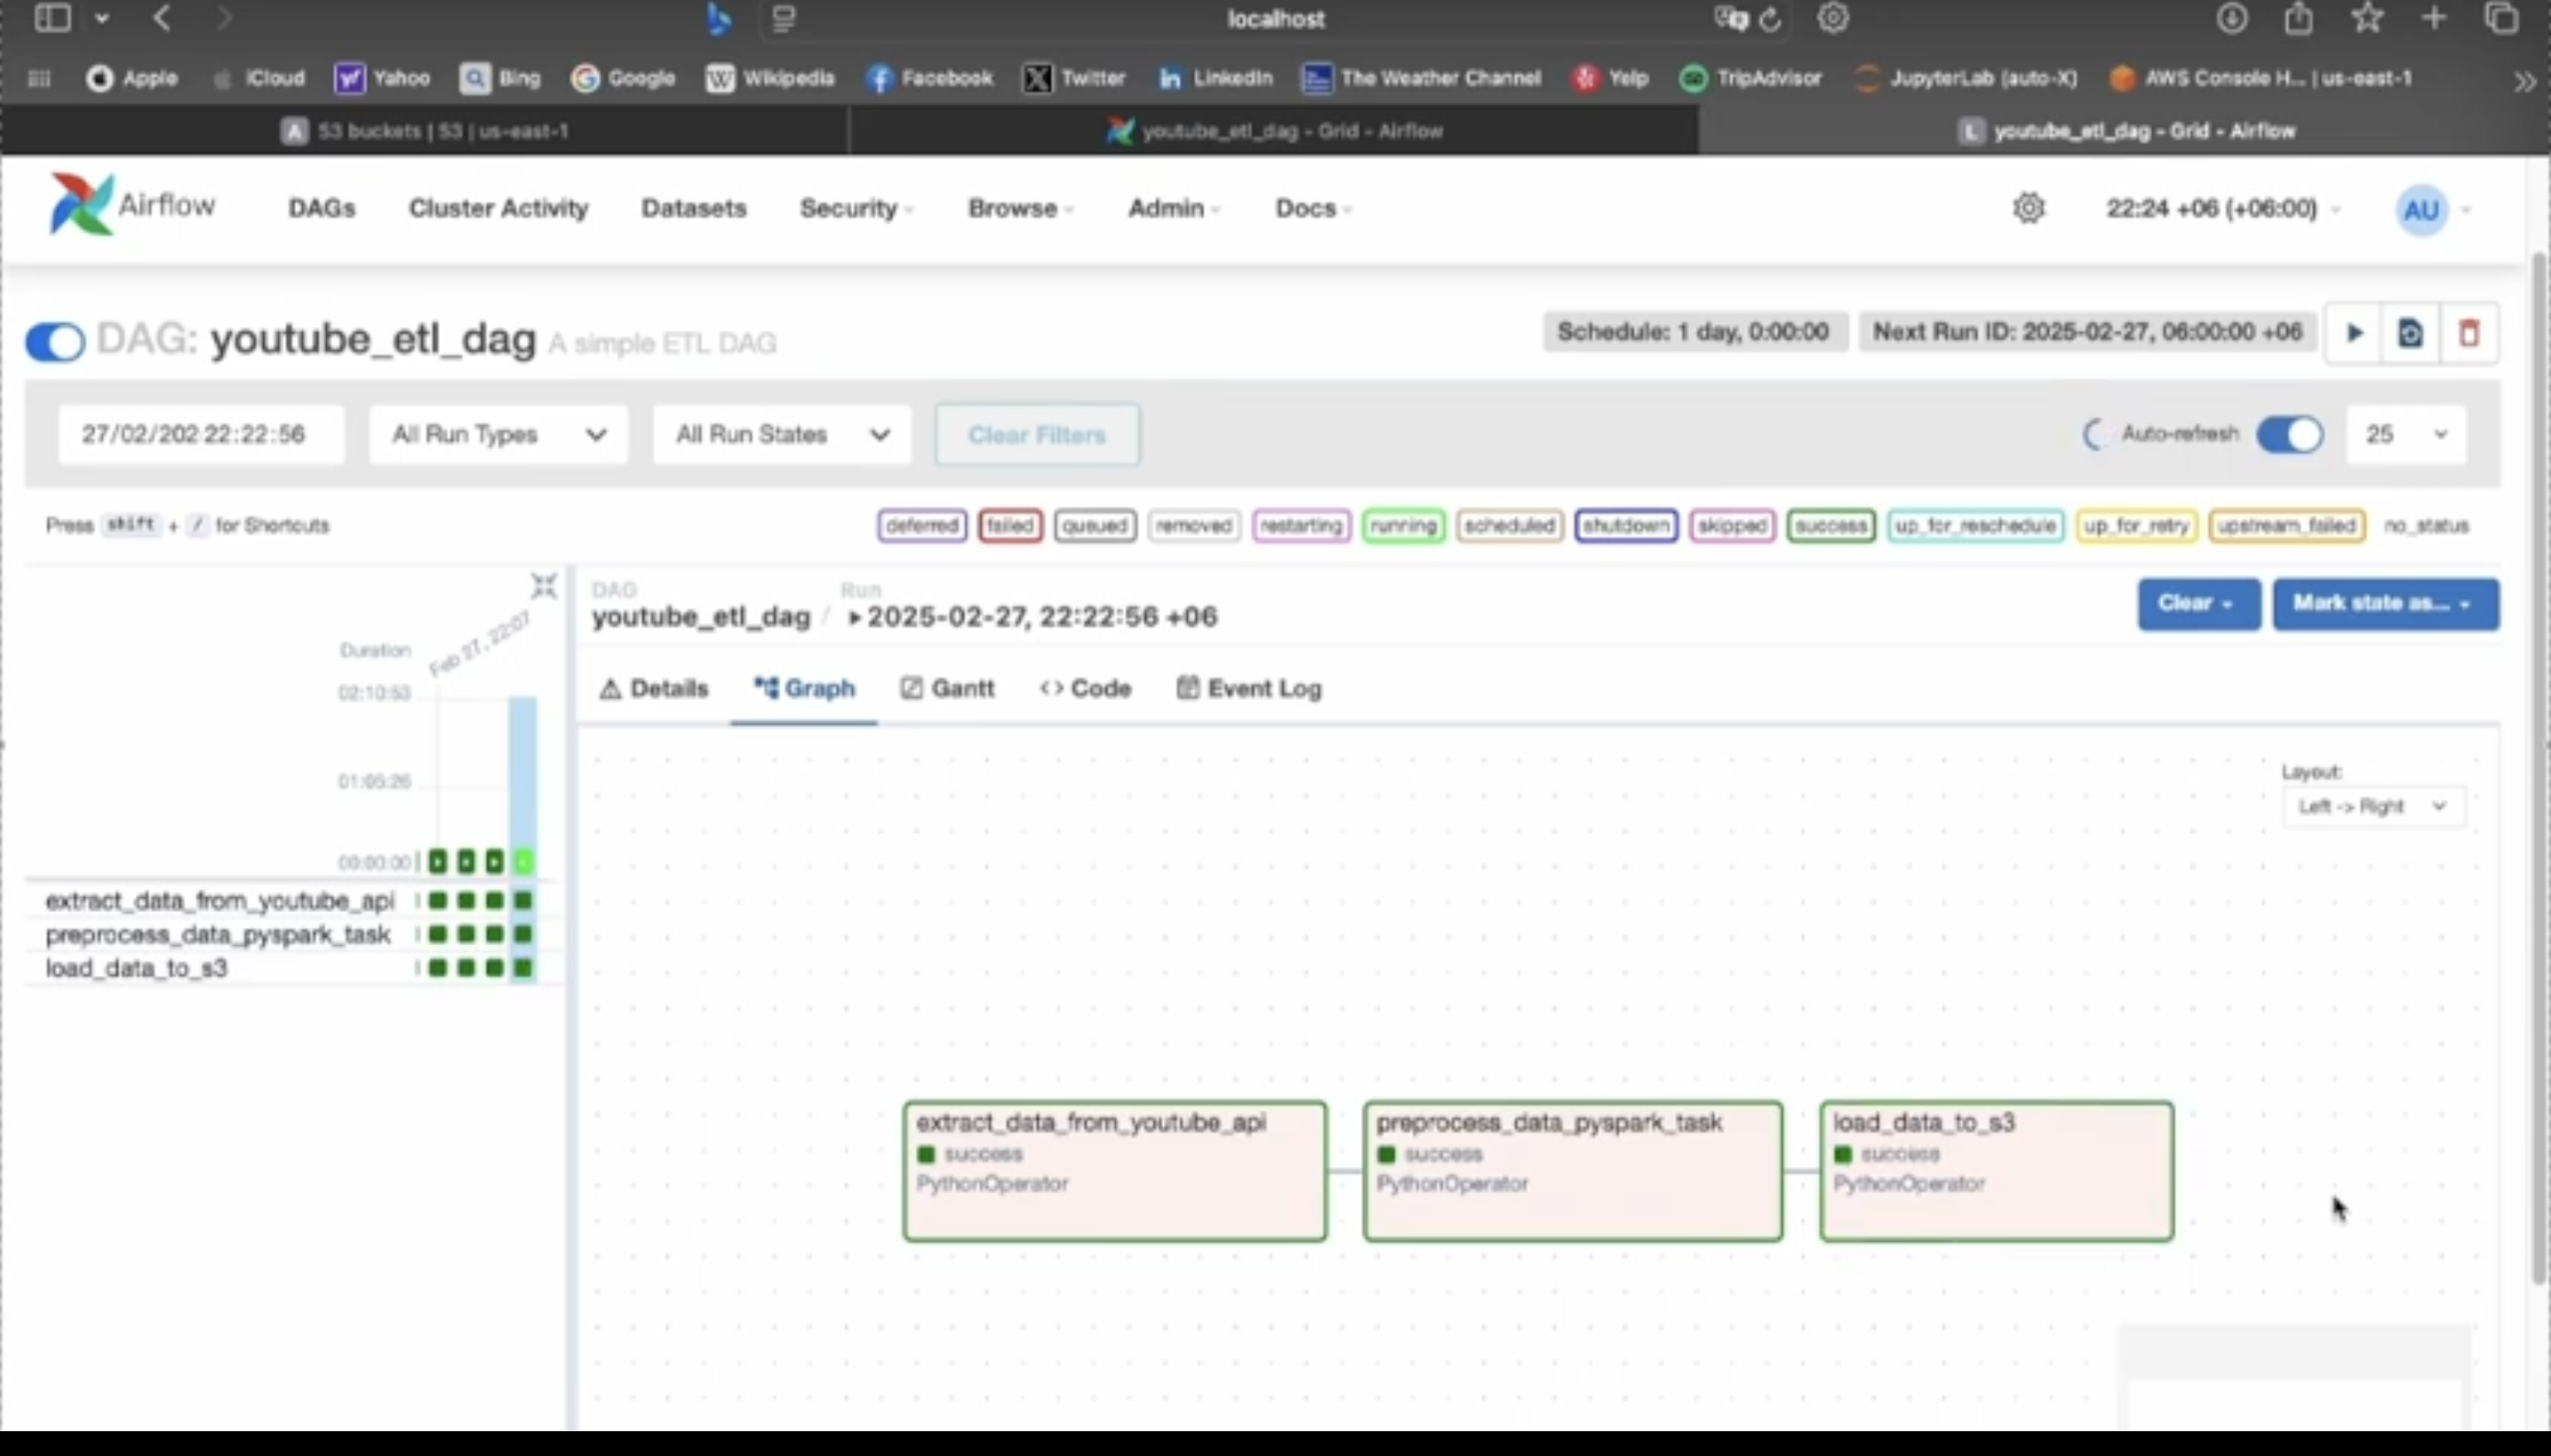 localhost
Apple iCloud Yahoo Bing Google Wikipedia Facebook Twitter LinkedIn The Weather Channel Yelp TripAdvisor JupyterLab (auto-X) AWS Console H... | us-east-1
A S3 buckets | S3 | us-east-1 youtube_etl_dag - Grid - Airflow L youtube_etl_dag - Grid - Airflow
Airflow DAGs Cluster Activity Datasets Security Browse Admin Docs 22:24 +06 (+06:00) AU
DAG: youtube_etl_dag A simple ETL DAG Schedule: 1 day, 0:00:00 Next Run ID: 2025-02-27, 06:00:00 +06
27/02/202 22:22:56 All Run Types All Run States Clear Filters Auto-refresh 25
Press shift + / for Shortcuts deferred failed queued removed restarting running scheduled shutdown skipped success up_for_reschedule up_for_retry upstream_failed no_status
DAG Run
youtube_etl_dag / 2025-02-27, 22:22:56 +06 Clear Mark state as...
Feb 27, 22:07
Duration
02:10:53
01:05:26
00:00:00
extract_data_from_youtube_api
preprocess_data_pyspark_task
load_data_to_s3
Details Graph Gantt Code Event Log
Layout:
Left -> Right
extract_data_from_youtube_api preprocess_data_pyspark_task load_data_to_s3
success success success
PythonOperator PythonOperator PythonOperator